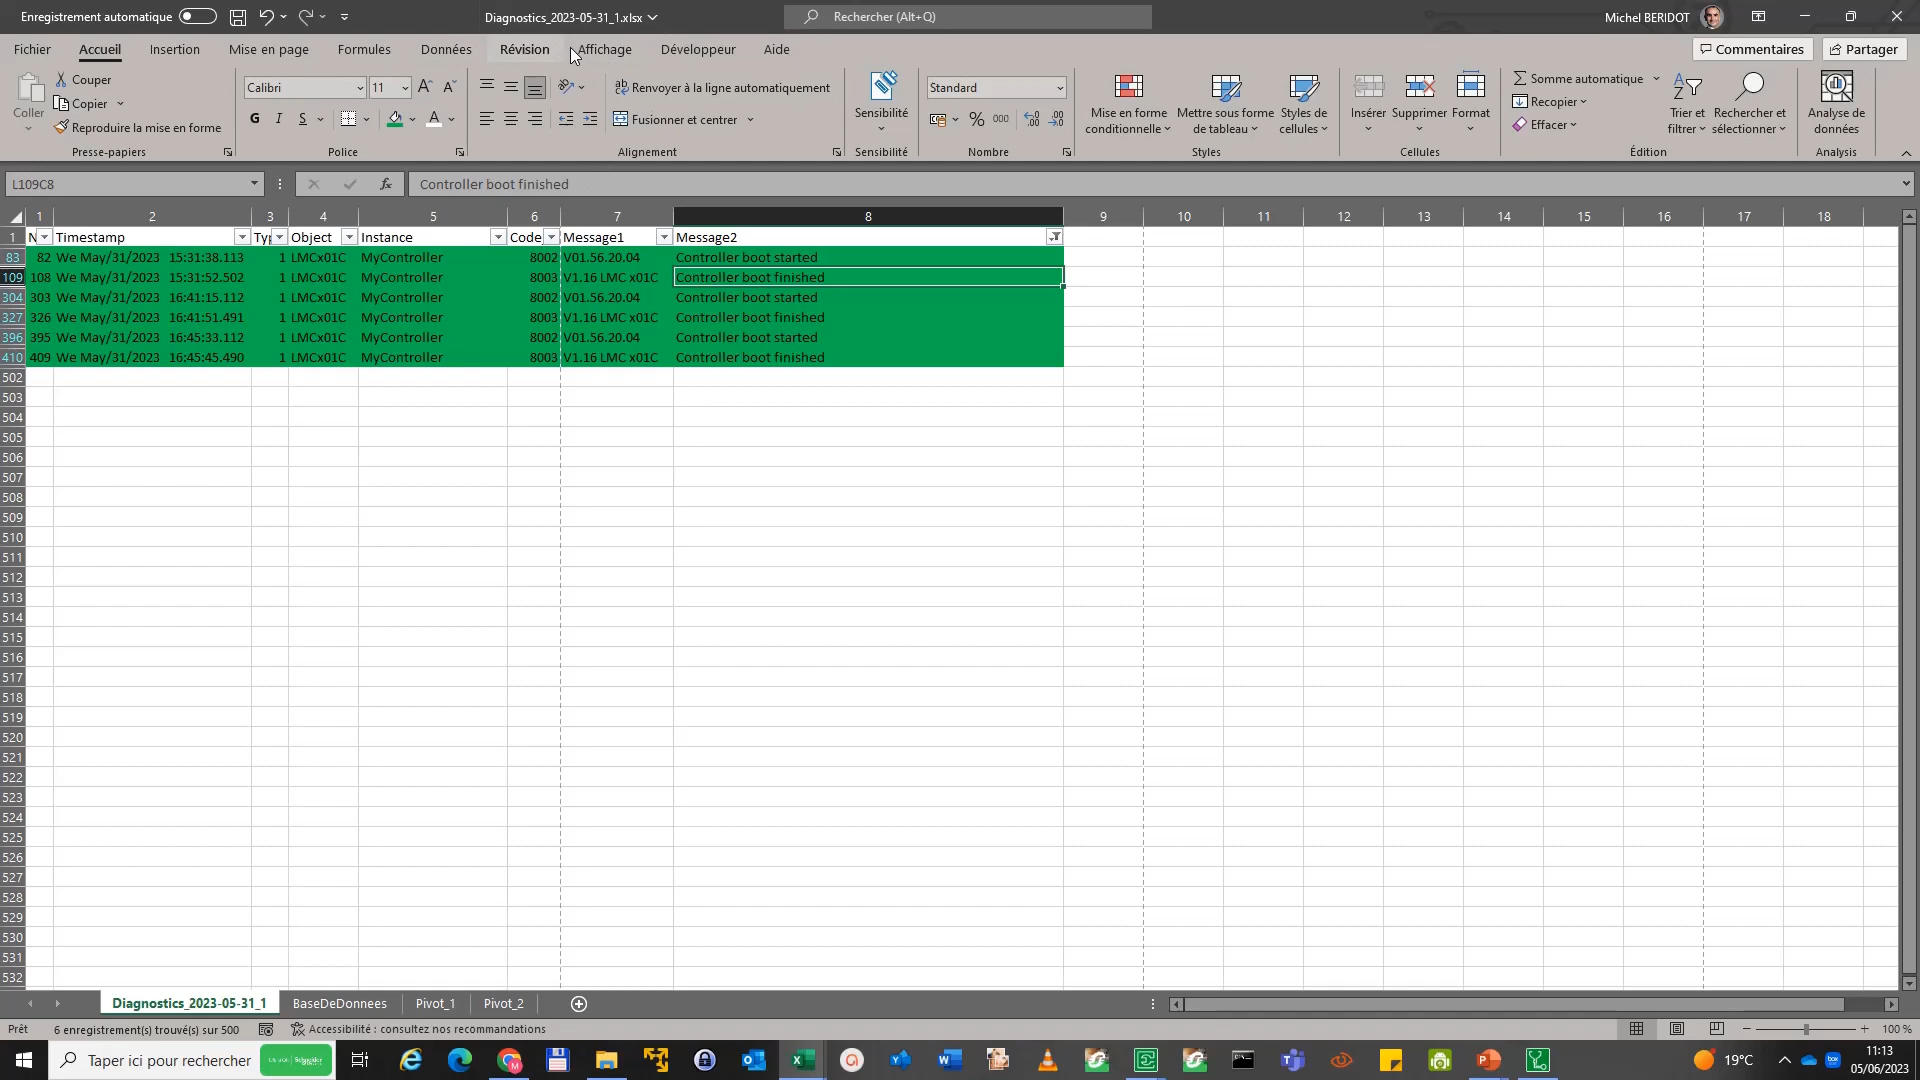 Enregistrement automatique
Diagnostics_2023-05-31_1.xlsx
Rechercher (Alt+Q)
Michel BERIDOT
Fichier Accueil Insertion Mise en page Formules Données Révision Affichage Développeur Aide
Commentaires Partager
Coller
Couper
Copier
Reproduire la mise en forme
Presse-papiers
Calibri 11
G I S
Police
Renvoyer à la ligne automatiquement
Fusionner et centrer
Alignement
Sensibilité
Sensibilité
Standard
% 000
Nombre
Mise en forme conditionnelle
Mettre sous forme de tableau
Styles de cellules
Styles
Insérer Supprimer Format
Cellules
Somme automatique
Recopier
Effacer
Trier et filtrer
Rechercher et sélectionner
Édition
Analyse de données
Analysis
L109C8
fx
Controller boot finished
1 2 3 4 5 6 7 8 9 10 11 12 13 14 15 16 17 18
1 N Timestamp Typ Object Instance Code Message1 Message2
83 82 We May/31/2023 15:31:38.113 1 LMCx01C MyController 8002 V01.56.20.04 Controller boot started
109 108 We May/31/2023 15:31:52.502 1 LMCx01C MyController 8003 V1.16 LMC x01C Controller boot finished
304 303 We May/31/2023 16:41:15.112 1 LMCx01C MyController 8002 V01.56.20.04 Controller boot started
327 326 We May/31/2023 16:41:51.491 1 LMCx01C MyController 8003 V1.16 LMC x01C Controller boot finished
396 395 We May/31/2023 16:45:33.112 1 LMCx01C MyController 8002 V01.56.20.04 Controller boot started
410 409 We May/31/2023 16:45:45.490 1 LMCx01C MyController 8003 V1.16 LMC x01C Controller boot finished
502
503
504
505
506
507
508
509
510
511
512
513
514
515
516
517
518
519
520
521
522
523
524
525
526
527
528
529
530
531
532
Diagnostics_2023-05-31_1 BaseDeDonnees Pivot_1 Pivot_2
Prêt 6 enregistrement(s) trouvé(s) sur 500 Accessibilité : consultez nos recommandations 100 %
Taper ici pour rechercher
19°C
11:13
05/06/2023